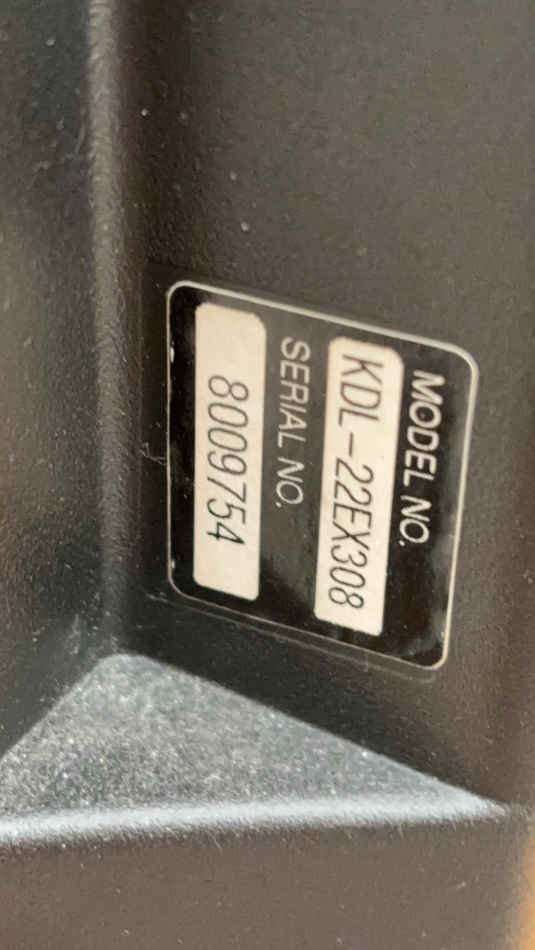 MODEL NO.
KDL-22EX308
SERIAL NO.
8009754